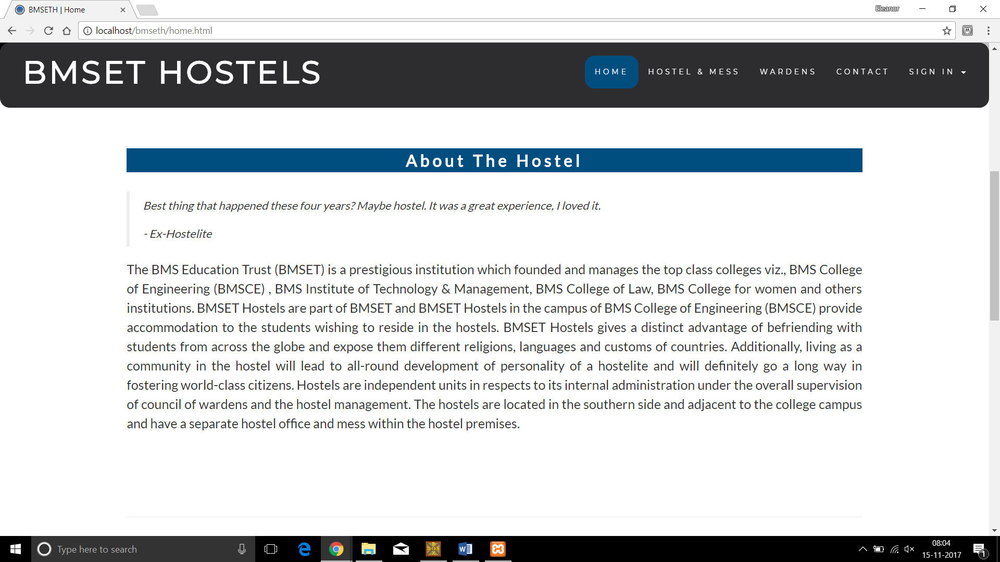 BMSETH | Home
Eleanor
localhost/bmseth/home.html
BMSET HOSTELS
HOME
HOSTEL & MESS
WARDENS
CONTACT
SIGN IN
About The Hostel
Best thing that happened these four years? Maybe hostel. It was a great experience, I loved it.
- Ex-Hostelite
The BMS Education Trust (BMSET) is a prestigious institution which founded and manages the top class colleges viz., BMS College
of Engineering (BMSCE) , BMS Institute of Technology & Management, BMS College of Law, BMS College for women and others
institutions. BMSET Hostels are part of BMSET and BMSET Hostels in the campus of BMS College of Engineering (BMSCE) provide
accommodation to the students wishing to reside in the hostels. BMSET Hostels gives a distinct advantage of befriending with
students from across the globe and expose them different religions, languages and customs of countries. Additionally, living as a
community in the hostel will lead to all-round development of personality of a hostelite and will definitely go a long way in
fostering world-class citizens. Hostels are independent units in respects to its internal administration under the overall supervision
of council of wardens and the hostel management. The hostels are located in the southern side and adjacent to the college campus
and have a separate hostel office and mess within the hostel premises.
Type here to search
08:04
15-11-2017
1